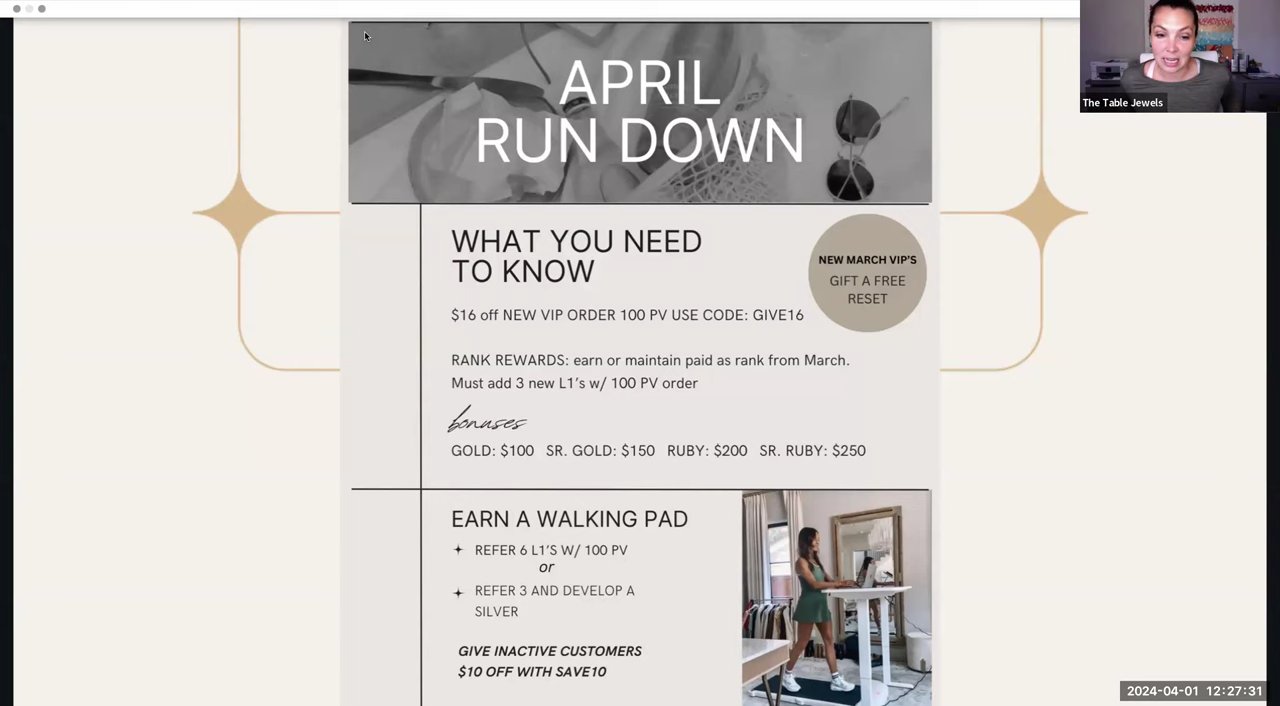 APRIL
RUN DOWN
The Table Jewels
WHAT YOU NEED
TO KNOW
NEW MARCH VIP'S
GIFT A FREE
RESET
$16 off NEW VIP ORDER 100 PV USE CODE: GIVE16
RANK REWARDS: earn or maintain paid as rank from March.
Must add 3 new L1's w/ 100 PV order
bonuses
GOLD: $100 SR. GOLD: $150 RUBY: $200 SR. RUBY: $250
EARN A WALKING PAD
REFER 6 L1'S W/ 100 PV
or
REFER 3 AND DEVELOP A
SILVER
GIVE INACTIVE CUSTOMERS
$10 OFF WITH SAVE10
2024-04-01 12:27:31